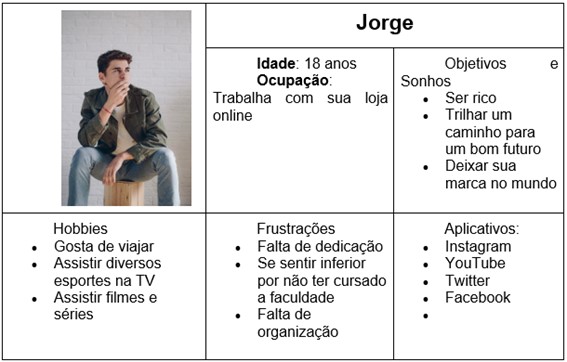 Jorge
Idade: 18 anos
Ocupação:
Trabalha com sua loja
online
Objetivos e
Sonhos
• Ser rico
• Trilhar um
caminho para
um bom futuro
• Deixar sua
marca no mundo
Hobbies
• Gosta de viajar
• Assistir diversos
esportes na TV
• Assistir filmes e
séries
Frustrações
• Falta de dedicação
• Se sentir inferior
por não ter cursado
a faculdade
• Falta de
organização
Aplicativos:
• Instagram
• YouTube
• Twitter
• Facebook
•